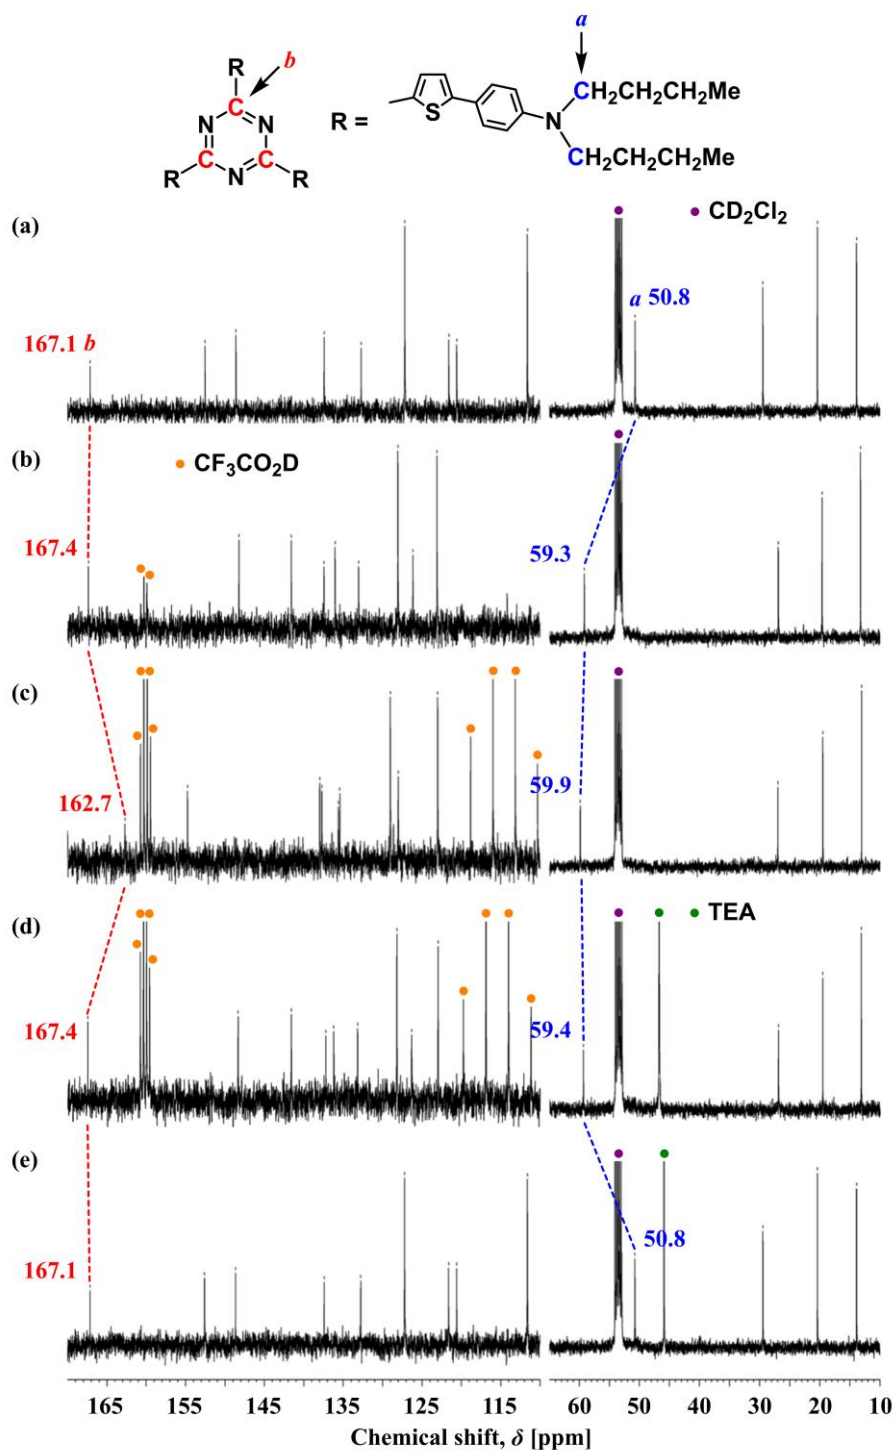 a
b
R
C
N N
C C
N
R R
R =
S
N
CH₂CH₂CH₂Me
CH₂CH₂CH₂Me
(a)
CD₂Cl₂
a 50.8
167.1 b
(b)
CF₃CO₂D
167.4
59.3
(c)
162.7
59.9
(d)
TEA
167.4
59.4
(e)
167.1
50.8
165 155 145 135 125 115 60 50 40 30 20 10
Chemical shift, δ [ppm]